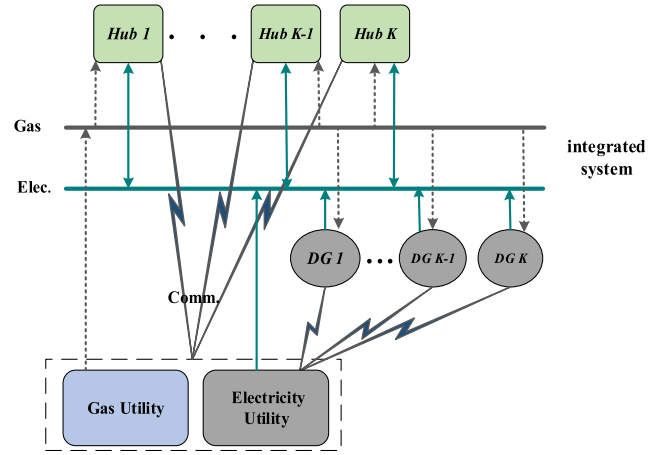 Hub 1
. . .
Hub K-1
Hub K
Gas
integrated
system
Elec.
DG 1
...
DG K-1
DG K
Comm.
Gas Utility
Electricity
Utility